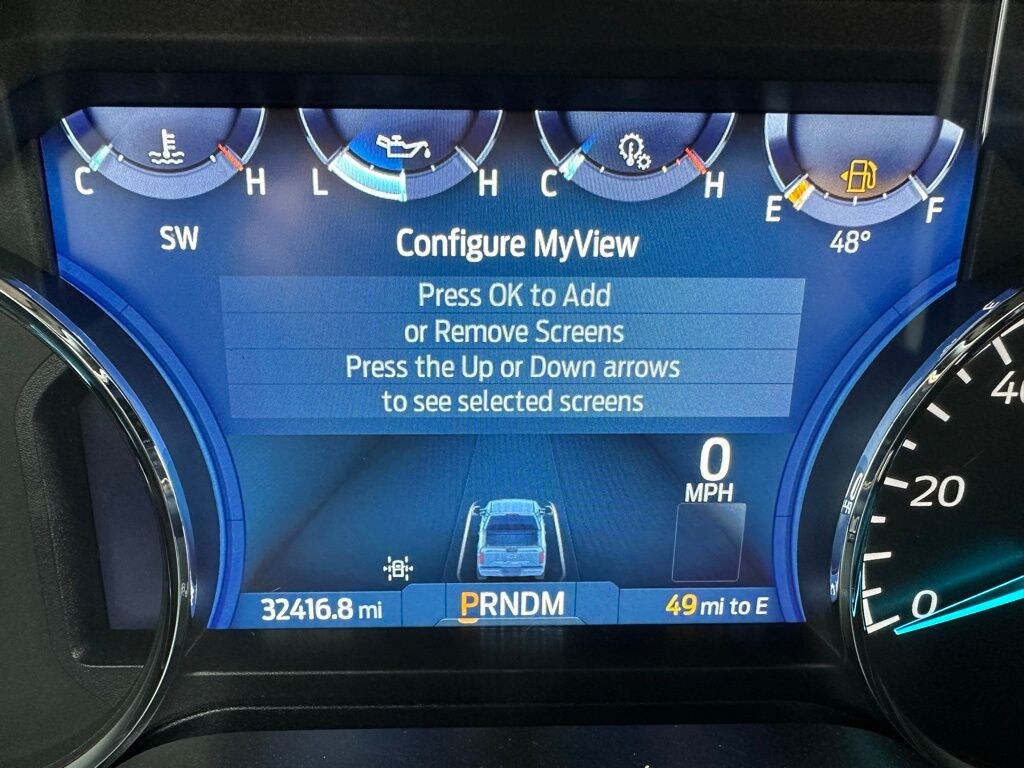 C H L H C H E F
SW
48°
Configure MyView
Press OK to Add
or Remove Screens
Press the Up or Down arrows
to see selected screens
0
MPH
20
0
32416.8 mi
PRNDM
49 mi to E